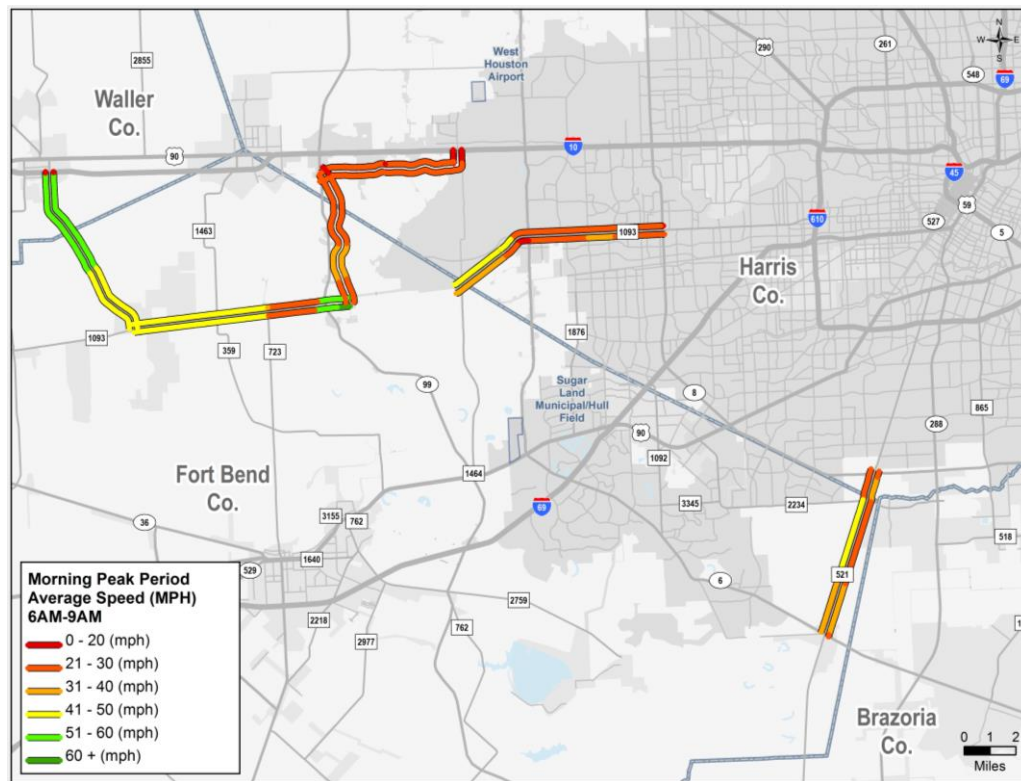 261
290
N
W E
S
69
548
West
Houston
Airport
2855
Waller
Co.
90
10
45
59
1463
610
527
5
1093
Harris
Co.
1093
359
723
1876
99
Sugar
Land
Municipal/Hull
Field
8
865
90
288
1092
Fort Bend
Co.
1464
3345
2234
36
3155
762
69
518
1640
529
521
6
2759
2218
762
2977
Brazoria
Co.
Morning Peak Period
Average Speed (MPH)
6AM-9AM
0 - 20 (mph)
21 - 30 (mph)
31 - 40 (mph)
41 - 50 (mph)
51 - 60 (mph)
60 + (mph)
0 1 2
Miles